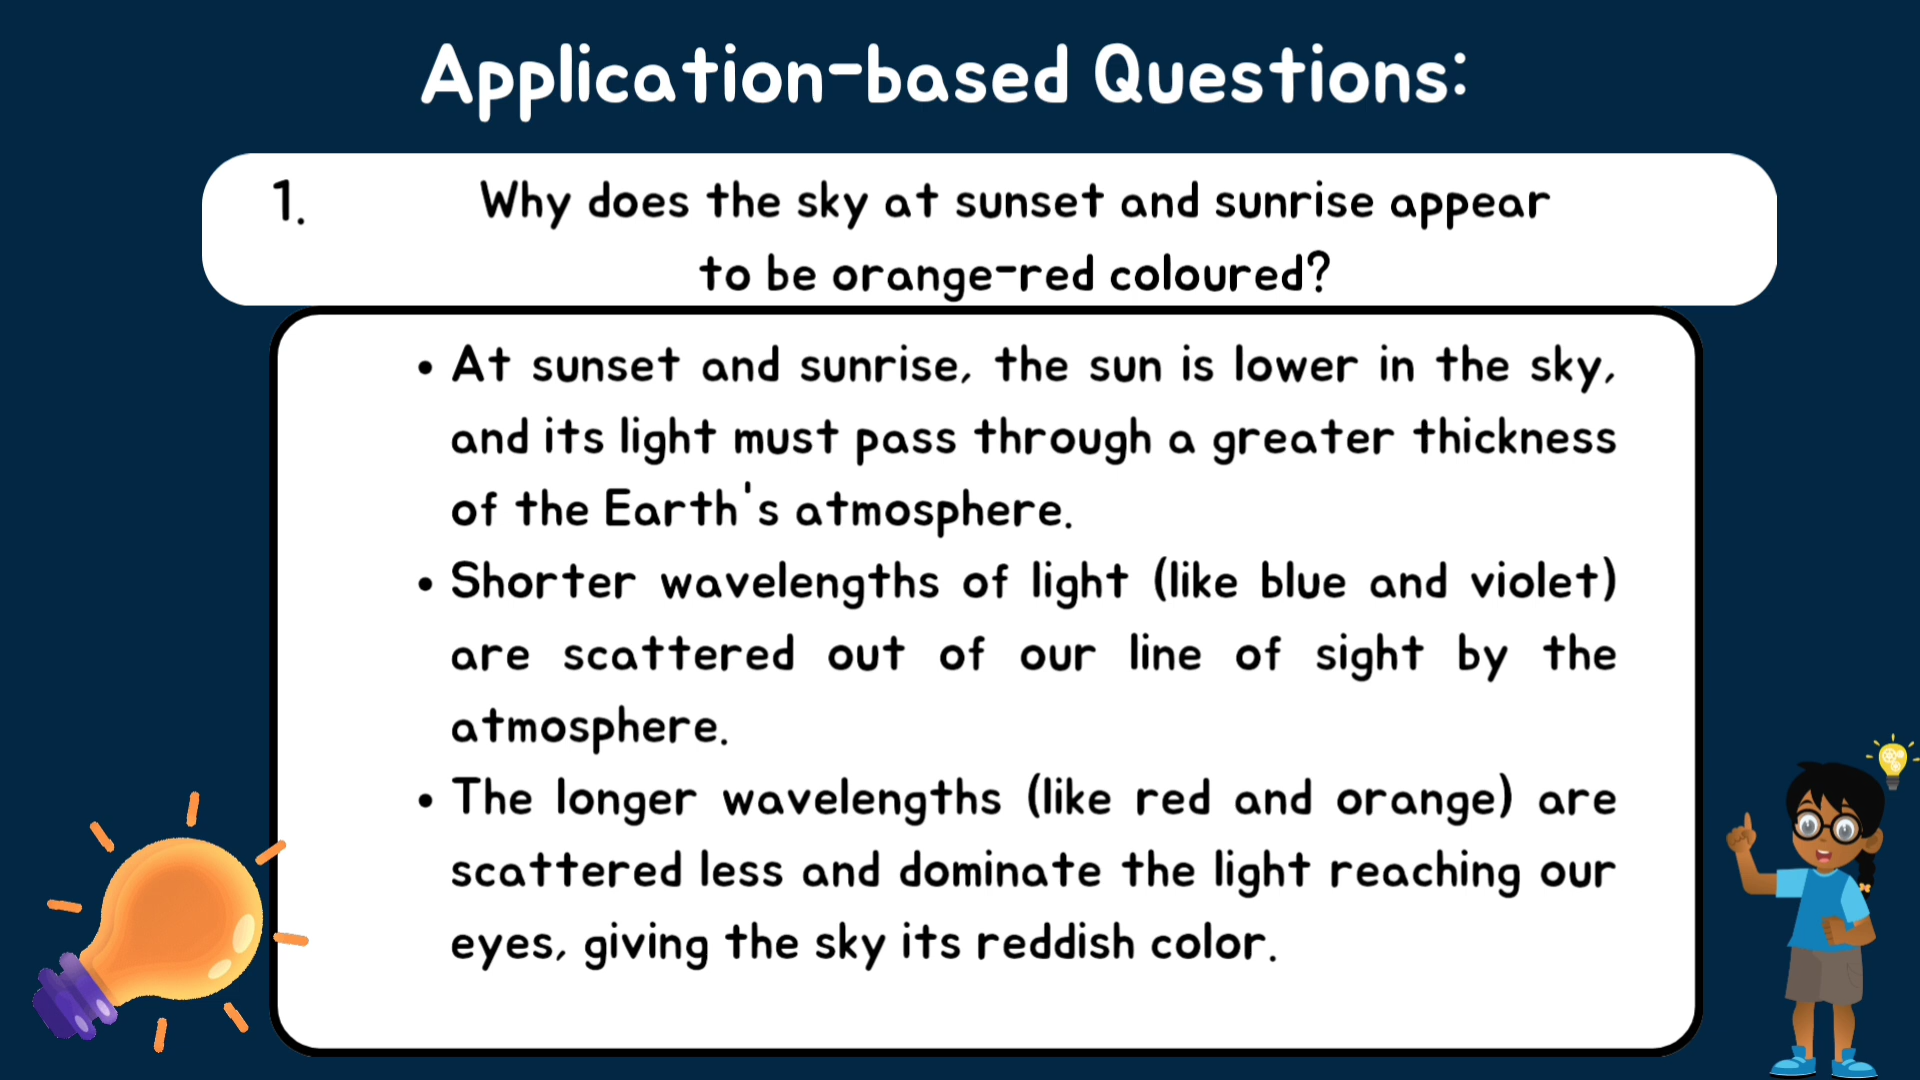 Application-based Questions:
1. Why does the sky at sunset and sunrise appear
to be orange-red coloured?
• At sunset and sunrise, the sun is lower in the sky,
and its light must pass through a greater thickness
of the Earth's atmosphere.
• Shorter wavelengths of light (like blue and violet)
are scattered out of our line of sight by the
atmosphere.
• The longer wavelengths (like red and orange) are
scattered less and dominate the light reaching our
eyes, giving the sky its reddish color.